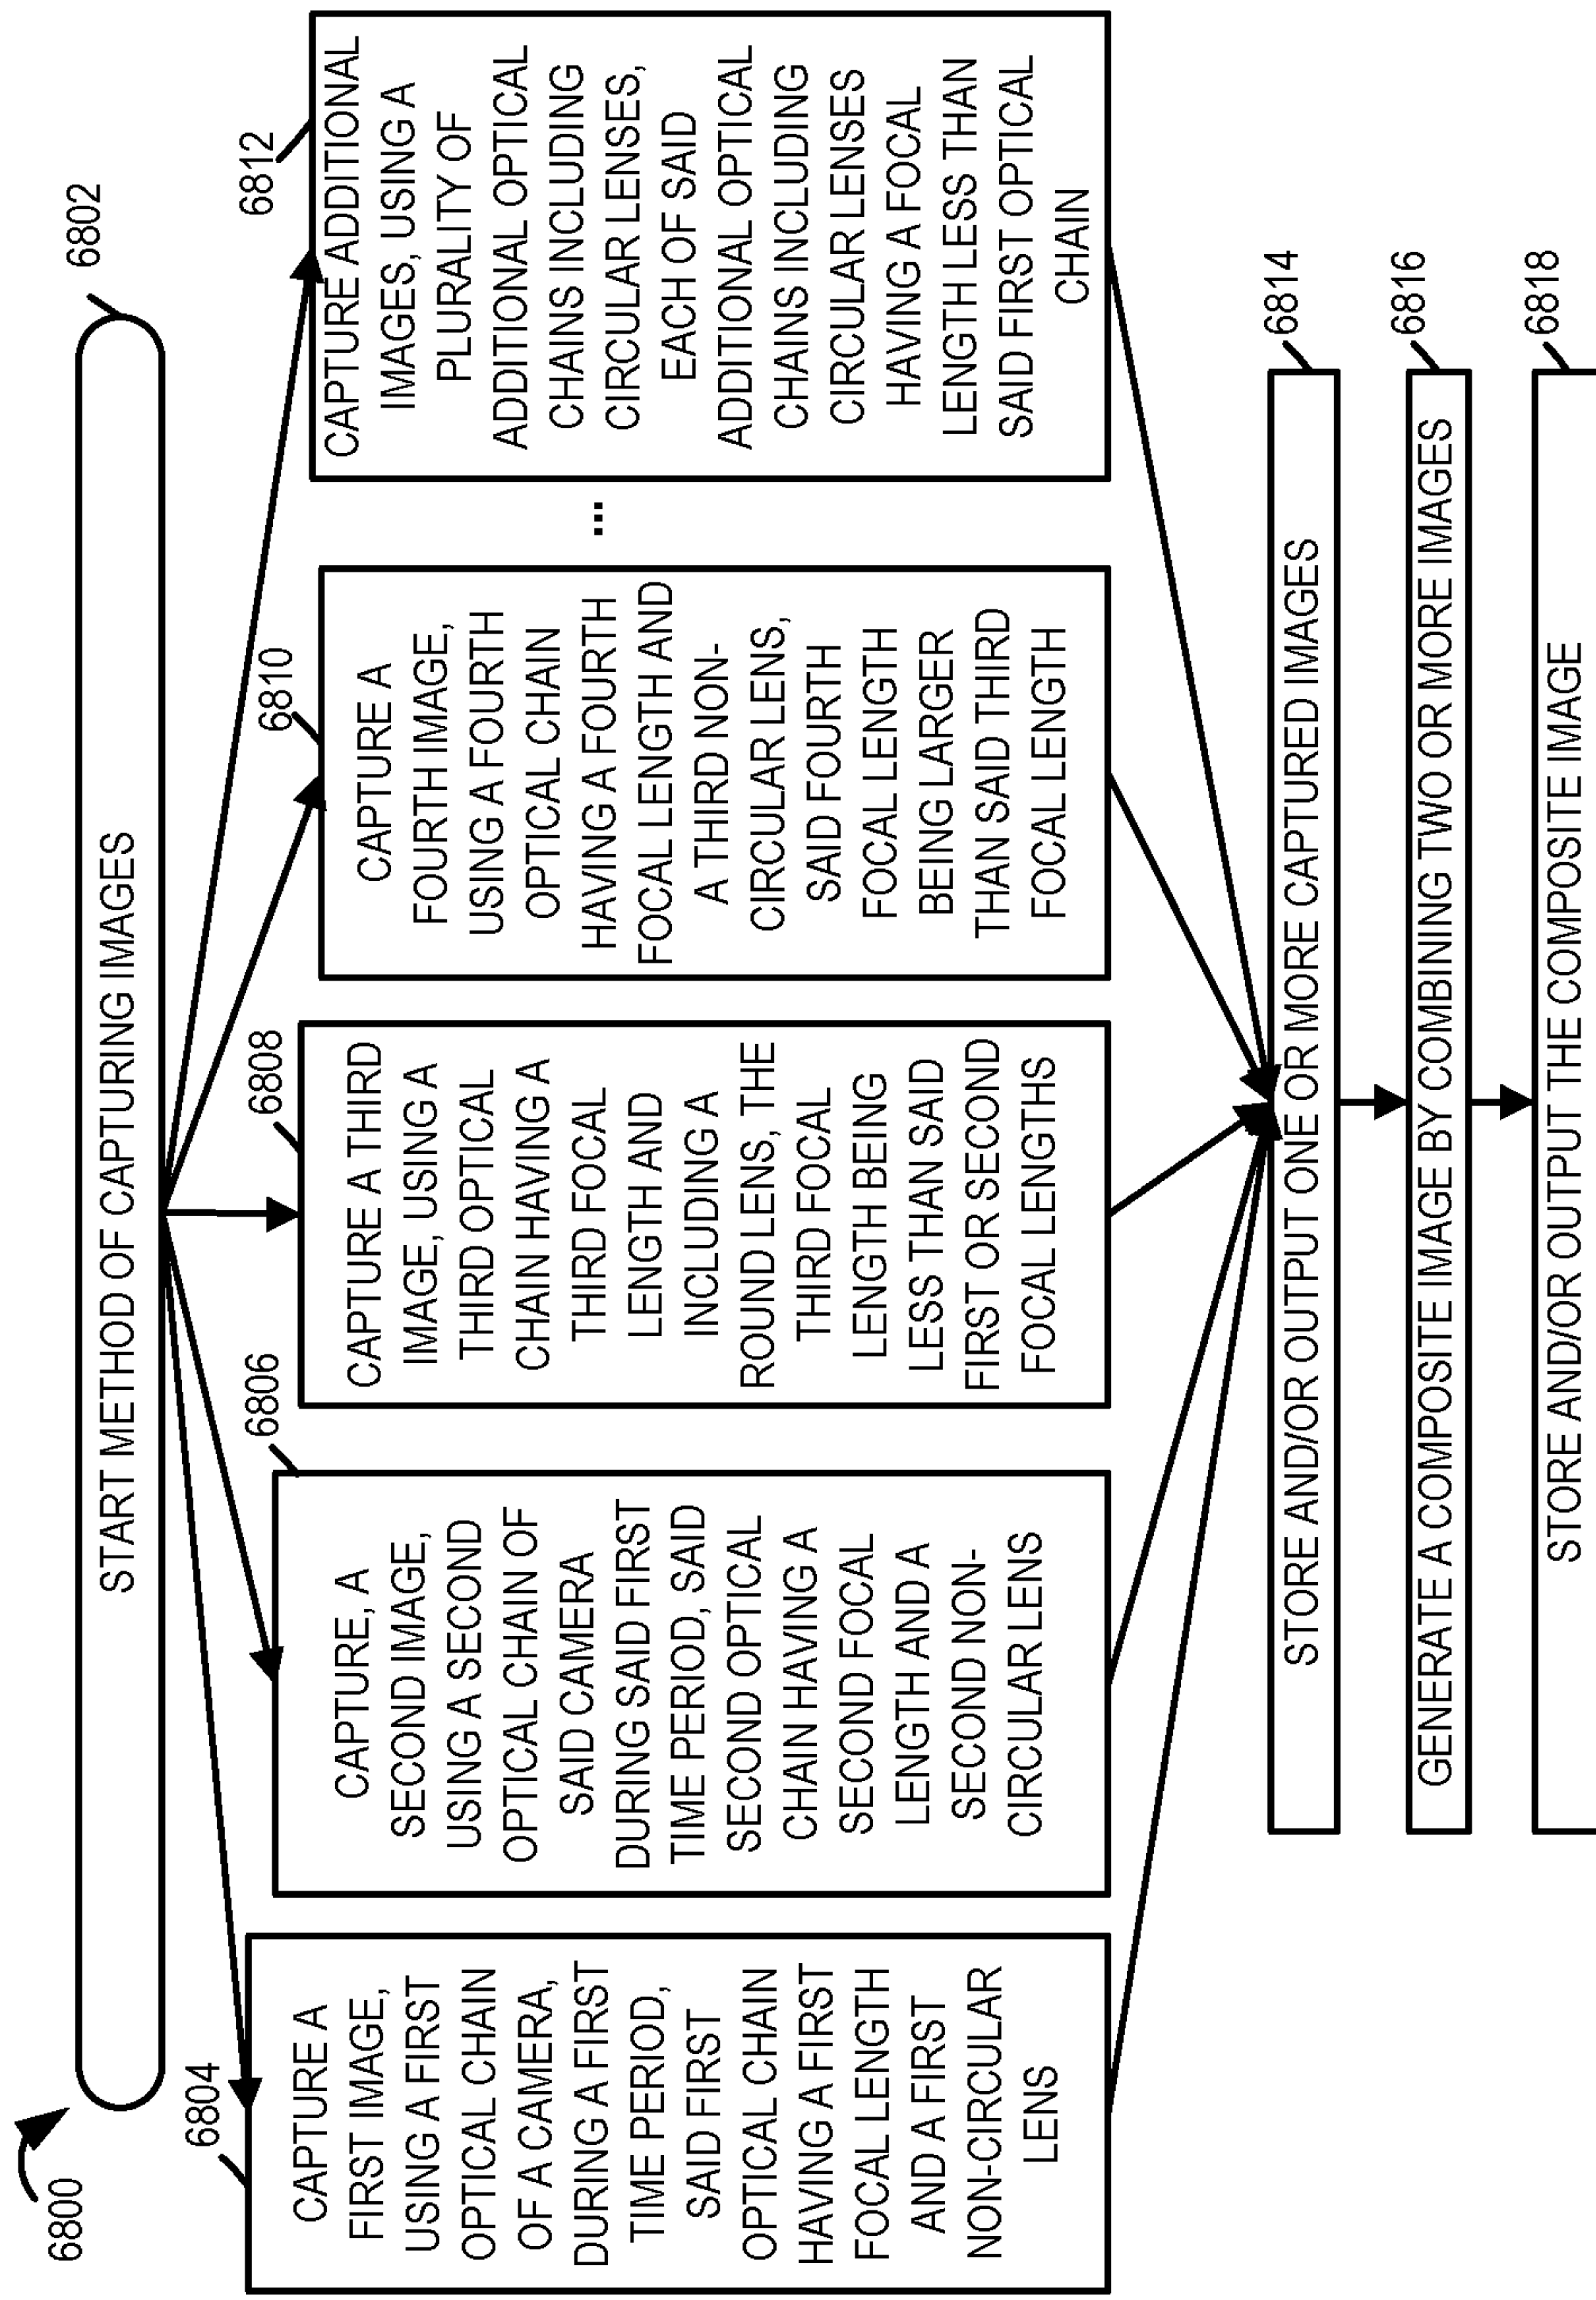 6800
START METHOD OF CAPTURING IMAGES
6802
6804
CAPTURE A
FIRST IMAGE,
USING A FIRST
OPTICAL CHAIN
OF A CAMERA,
DURING A FIRST
TIME PERIOD,
SAID FIRST
OPTICAL CHAIN
HAVING A FIRST
FOCAL LENGTH
AND A FIRST
NON-CIRCULAR
LENS
6806
CAPTURE, A
SECOND IMAGE,
USING A SECOND
OPTICAL CHAIN OF
SAID CAMERA
DURING SAID FIRST
TIME PERIOD, SAID
SECOND OPTICAL
CHAIN HAVING A
SECOND FOCAL
LENGTH AND A
SECOND NON-
CIRCULAR LENS
6808
CAPTURE A THIRD
IMAGE, USING A
THIRD OPTICAL
CHAIN HAVING A
THIRD FOCAL
LENGTH AND
INCLUDING A
ROUND LENS, THE
THIRD FOCAL
LENGTH BEING
LESS THAN SAID
FIRST OR SECOND
FOCAL LENGTHS
6810
CAPTURE A
FOURTH IMAGE,
USING A FOURTH
OPTICAL CHAIN
HAVING A FOURTH
FOCAL LENGTH AND
A THIRD NON-
CIRCULAR LENS,
SAID FOURTH
FOCAL LENGTH
BEING LARGER
THAN SAID THIRD
FOCAL LENGTH
...
6812
CAPTURE ADDITIONAL
IMAGES, USING A
PLURALITY OF
ADDITIONAL OPTICAL
CHAINS INCLUDING
CIRCULAR LENSES,
EACH OF SAID
ADDITIONAL OPTICAL
CHAINS INCLUDING
CIRCULAR LENSES
HAVING A FOCAL
LENGTH LESS THAN
SAID FIRST OPTICAL
CHAIN
6814
STORE AND/OR OUTPUT ONE OR MORE CAPTURED IMAGES
6816
GENERATE A COMPOSITE IMAGE BY COMBINING TWO OR MORE IMAGES
6818
STORE AND/OR OUTPUT THE COMPOSITE IMAGE